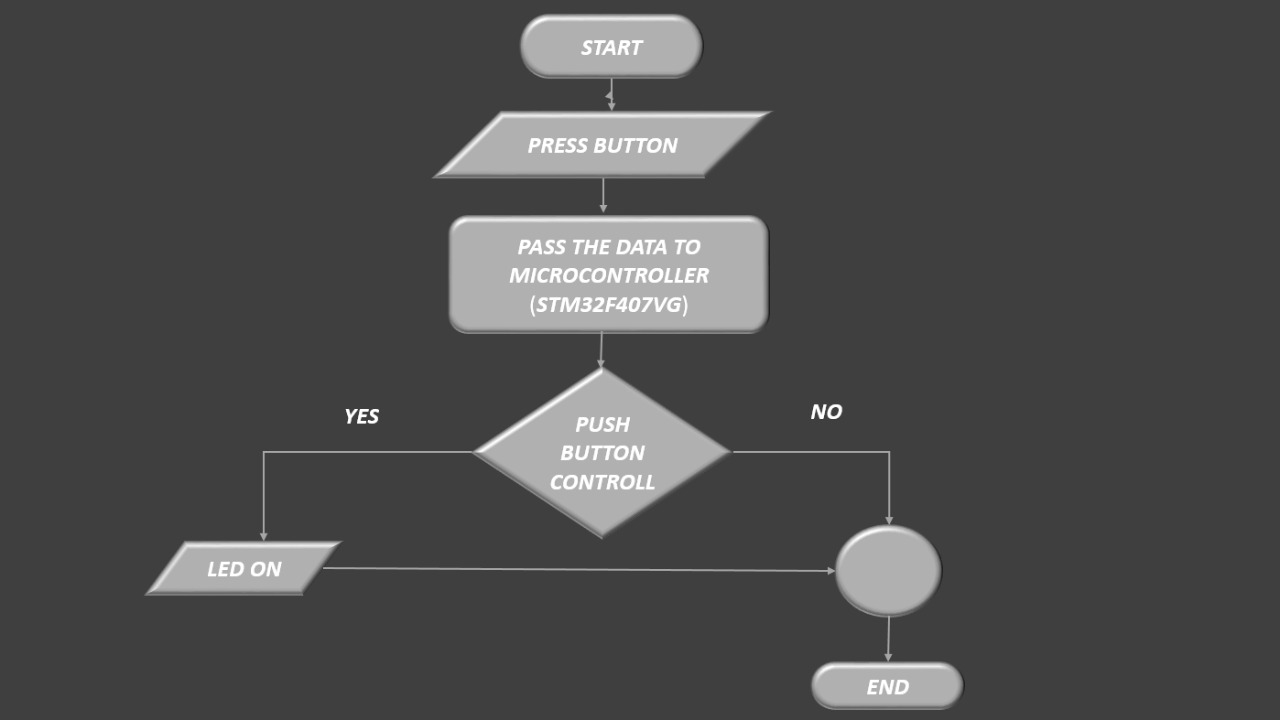 START
PRESS BUTTON
PASS THE DATA TO
MICROCONTROLLER
(STM32F407VG)
YES
NO
PUSH
BUTTON
CONTROLL
LED ON
END